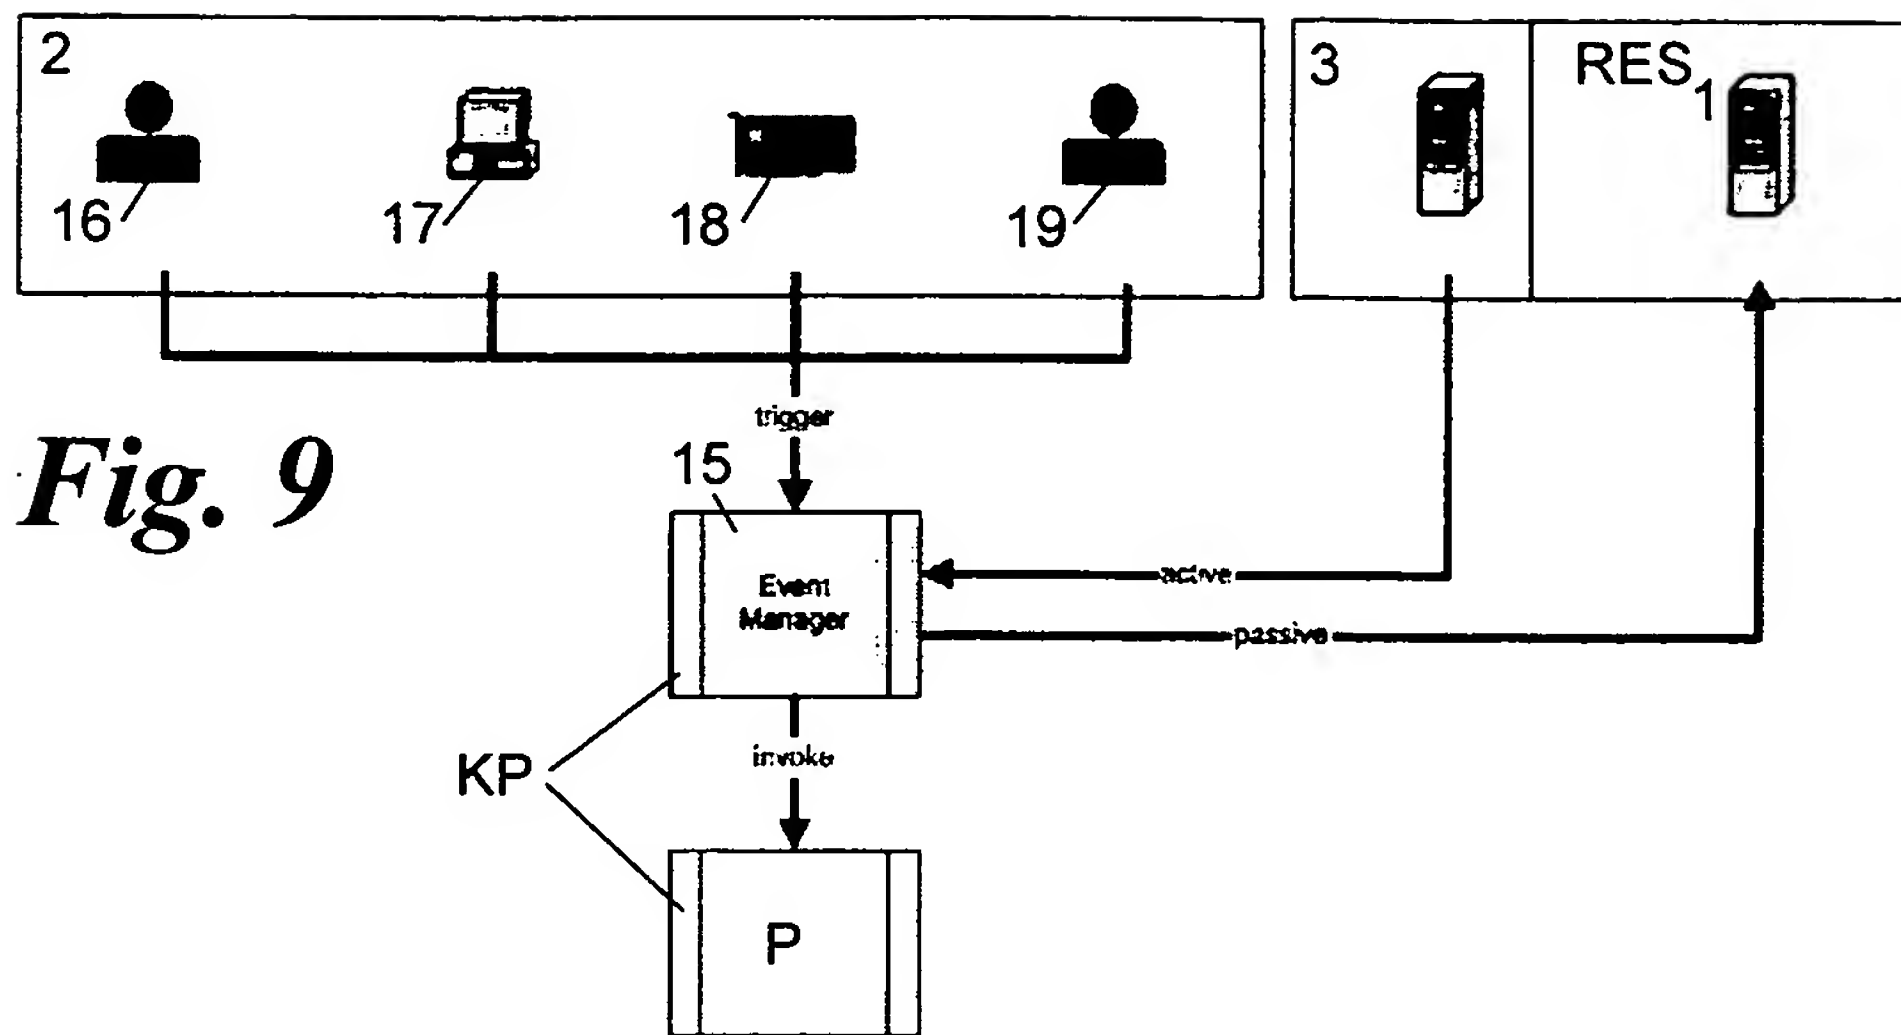 2
3
RES
1
16
17
18
19
trigger
Fig. 9
15
Event
Manager
active
passive
KP
invoke
P